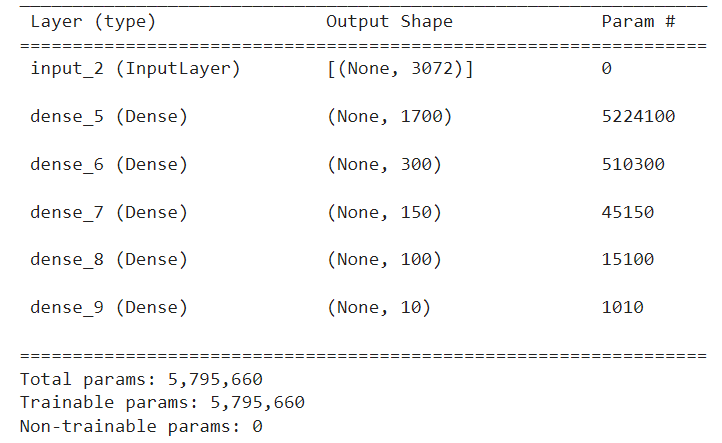 Layer (type) Output Shape Param #
=================================================================
input_2 (InputLayer) [(None, 3072)] 0
dense_5 (Dense) (None, 1700) 5224100
dense_6 (Dense) (None, 300) 510300
dense_7 (Dense) (None, 150) 45150
dense_8 (Dense) (None, 100) 15100
dense_9 (Dense) (None, 10) 1010
=================================================================
Total params: 5,795,660
Trainable params: 5,795,660
Non-trainable params: 0